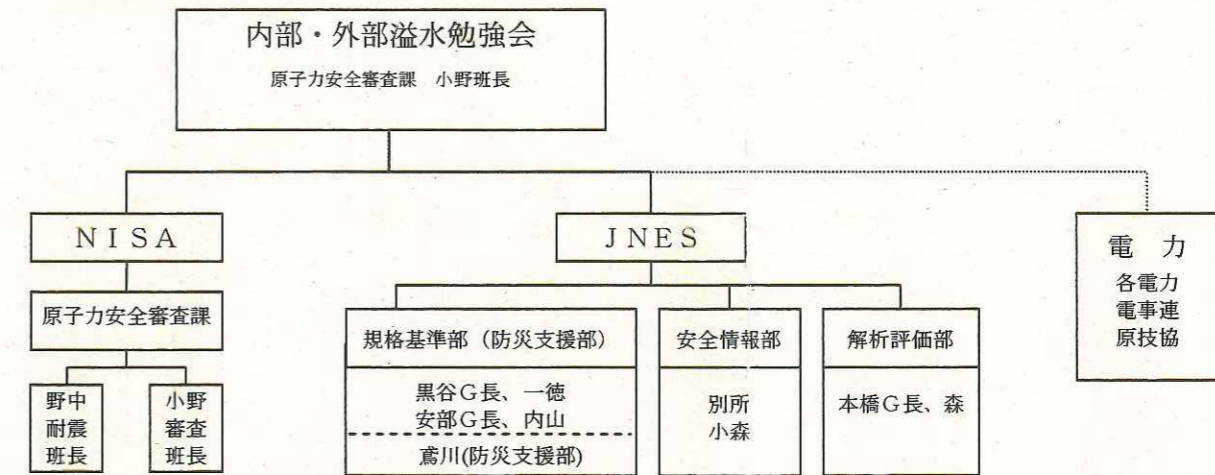 内部・外部溢水勉強会
原子力安全審査課　小野班長
ＮＩＳＡ
原子力安全審査課
野中
耐震
班長
小野
審査
班長
ＪＮＥＳ
規格基準部（防災支援部）
黒谷Ｇ長、一徳
安部Ｇ長、内山
鳶川(防災支援部)
安全情報部
別所
小森
解析評価部
本橋Ｇ長、森
電　力
各電力
電事連
原技協